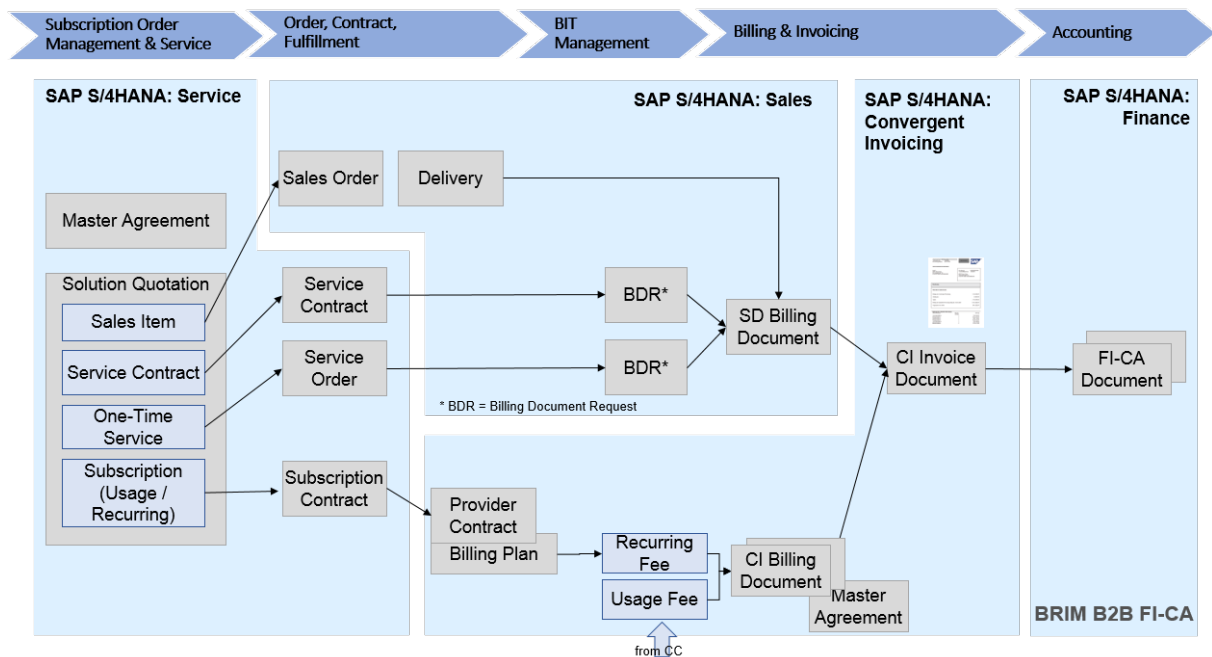 Subscription Order
Management & Service
Order, Contract,
Fulfillment
BIT
Management
Billing & Invoicing
Accounting
SAP S/4HANA: Service
SAP S/4HANA: Sales
SAP S/4HANA:
Convergent
Invoicing
SAP S/4HANA:
Finance
Sales Order
Delivery
Master Agreement
Solution Quotation
Sales Item
Service Contract
One-Time
Service
Subscription
(Usage /
Recurring)
Service
Contract
Service
Order
Subscription
Contract
BDR*
BDR*
* BDR = Billing Document Request
SD Billing
Document
CI Invoice
Document
FI-CA
Document
Provider
Contract
Billing Plan
Recurring
Fee
Usage Fee
from CC
CI Billing
Document
Master
Agreement
BRIM B2B FI-CA